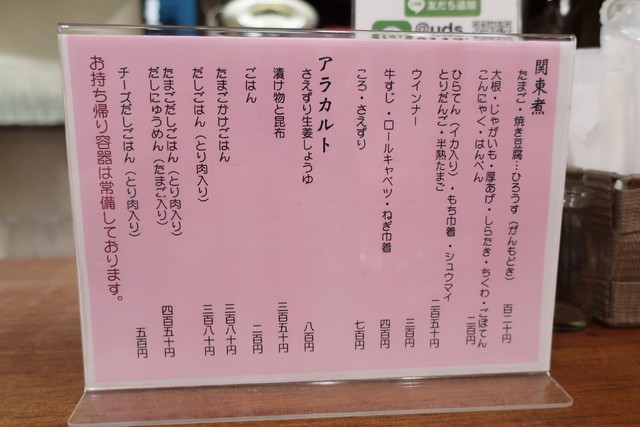 友だち追加
@uds
関東煮
たまご・焼き豆腐…ひろうす（がんもどき） 百二十円
大根・じゃがいも・厚あげ・しらたき・ちくわ・ごぼてん
こんにゃく・はんぺん 二百円
ひらてん（イカ入り）・もち巾着・シュウマイ
とりだんご・半熟たまご 二百五十円
ウインナー 三百円
牛すじ・ロールキャベツ・ねぎ巾着 四百円
ころ・さえずり 七百円
アラカルト
さえずり生姜しょうゆ 八百円
漬け物と昆布 三百五十円
ごはん 二百円
たまごかけごはん 三百八十円
だしごはん（とり肉入り） 三百八十円
たまごだしごはん（とり肉入り）
だしにゅうめん（たまご入り） 四百五十円
チーズだしごはん（とり肉入り） 五百円
お持ち帰り容器は常備しております。